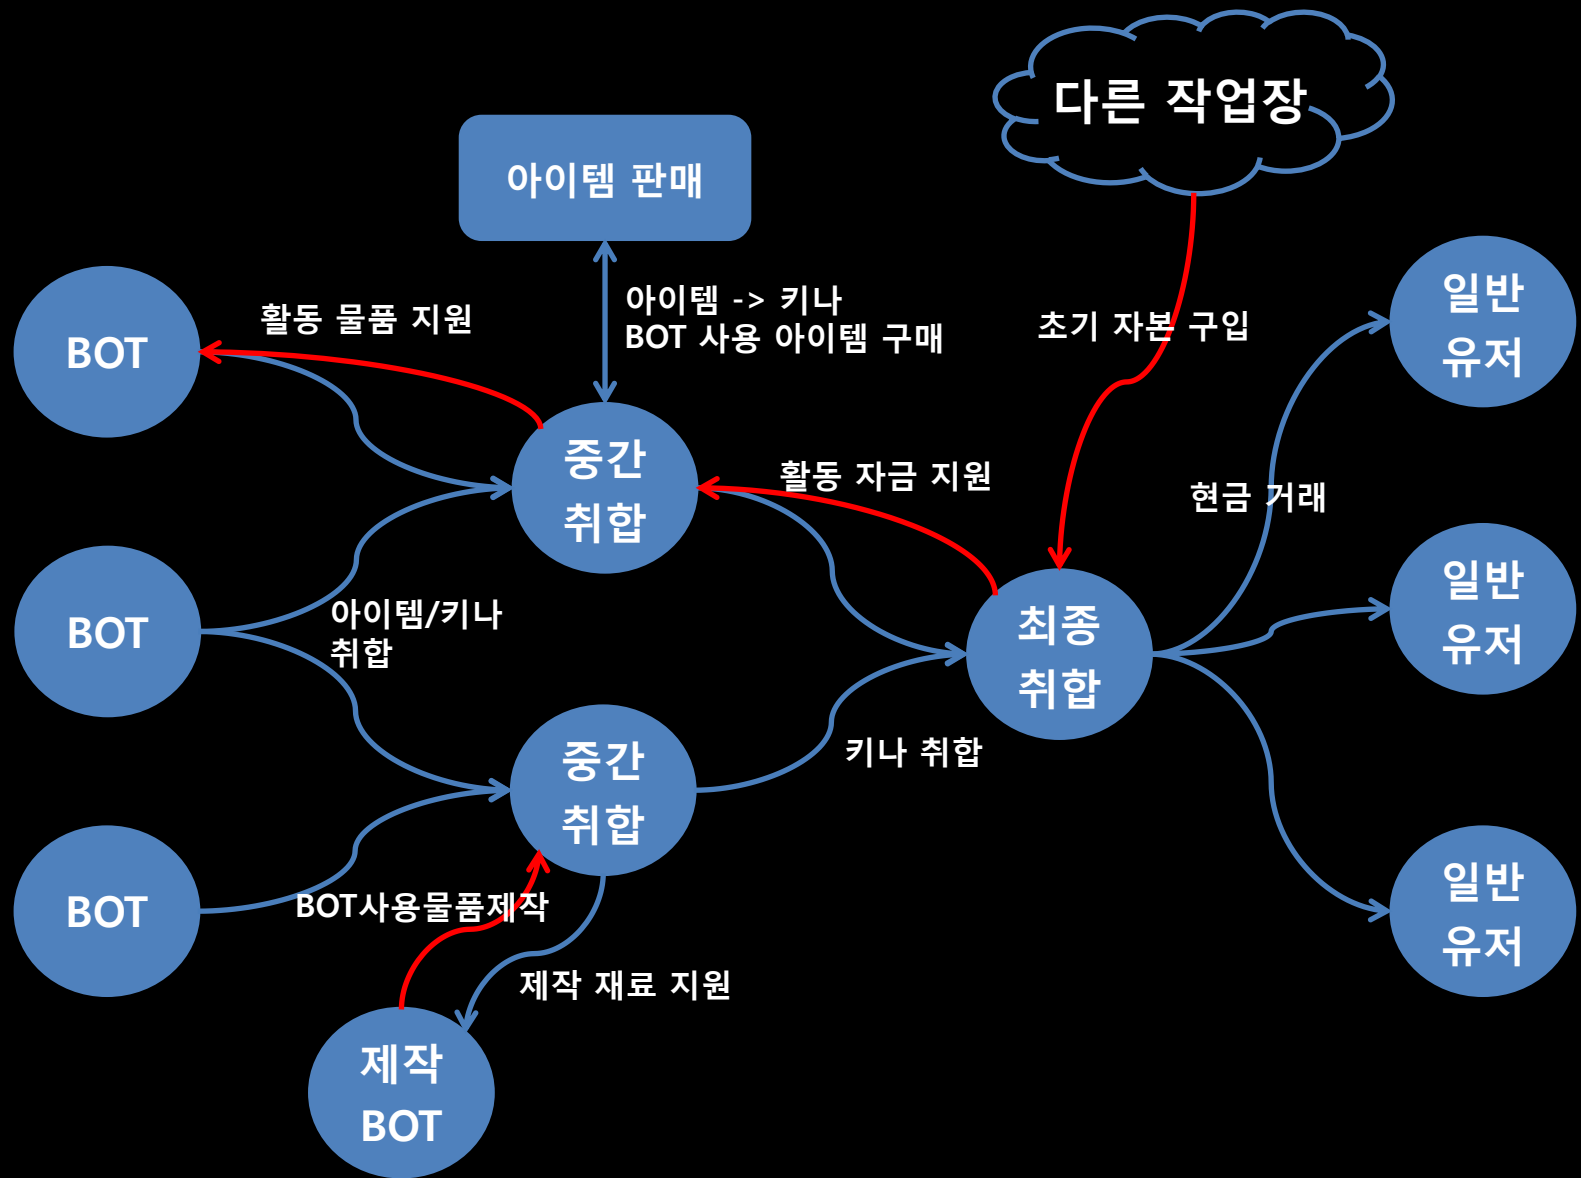 다른 작업장
아이템 판매
일반
유저
활동 물품 지원
아이템 -> 키나
BOT 사용 아이템 구매
초기 자본 구입
BOT
중간
취합
활동 자금 지원
현금 거래
일반
유저
아이템/키나
취합
BOT
최종
취합
중간
취합
키나 취합
일반
유저
BOT
BOT사용물품제작
제작 재료 지원
제작
BOT